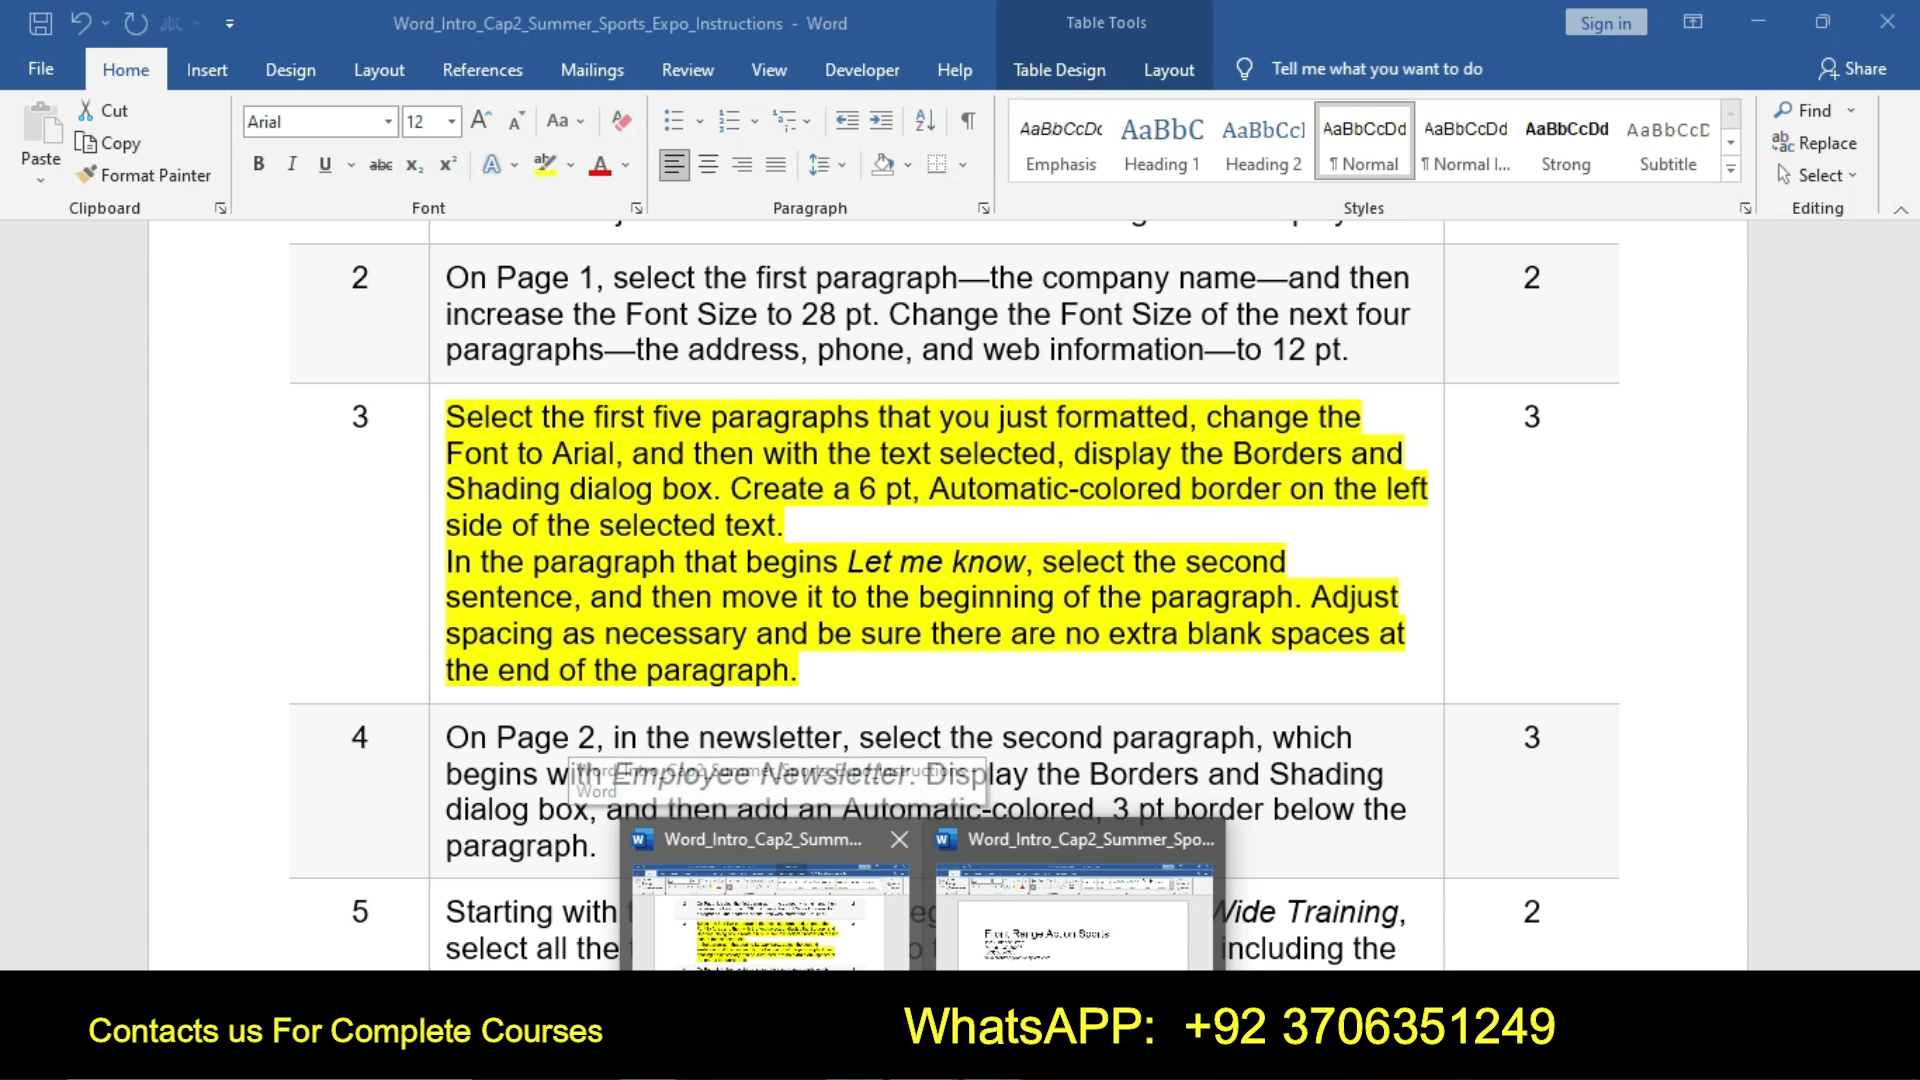 Word_Intro_Cap2_Summer_Sports_Expo_Instructions - Word
Table Tools
Sign in
File
Home
Insert
Design
Layout
References
Mailings
Review
View
Developer
Help
Table Design
Layout
Tell me what you want to do
Share
Paste
Cut
Copy
Format Painter
Clipboard
Arial
12
Font
Paragraph
AaBbCcDc AaBbC AaBbCcl AaBbCcDd AaBbCcDd AaBbCcDd AaBbCcC
Emphasis
Heading 1
Heading 2
¶ Normal
¶ Normal I...
Strong
Subtitle
Styles
Find
Replace
Select
Editing
2
On Page 1, select the first paragraph—the company name—and then
increase the Font Size to 28 pt. Change the Font Size of the next four
paragraphs—the address, phone, and web information—to 12 pt.
2
3
Select the first five paragraphs that you just formatted, change the
Font to Arial, and then with the text selected, display the Borders and
Shading dialog box. Create a 6 pt, Automatic-colored border on the left
side of the selected text.
In the paragraph that begins Let me know, select the second
sentence, and then move it to the beginning of the paragraph. Adjust
spacing as necessary and be sure there are no extra blank spaces at
the end of the paragraph.
3
4
On Page 2, in the newsletter, select the second paragraph, which
begins with Employee Newsletter. Display the Borders and Shading
dialog box, and then add an Automatic-colored, 3 pt border below the
paragraph.
3
Word_Intro_Cap2_Summer_Sports_Expo_Instructions -
Word
Word_Intro_Cap2_Summ...
Word_Intro_Cap2_Summer_Spo...
Front Range Action Sports
5
Starting with
Wide Training,
select all the
including the
2
Contacts us For Complete Courses
WhatsAPP: +92 3706351249